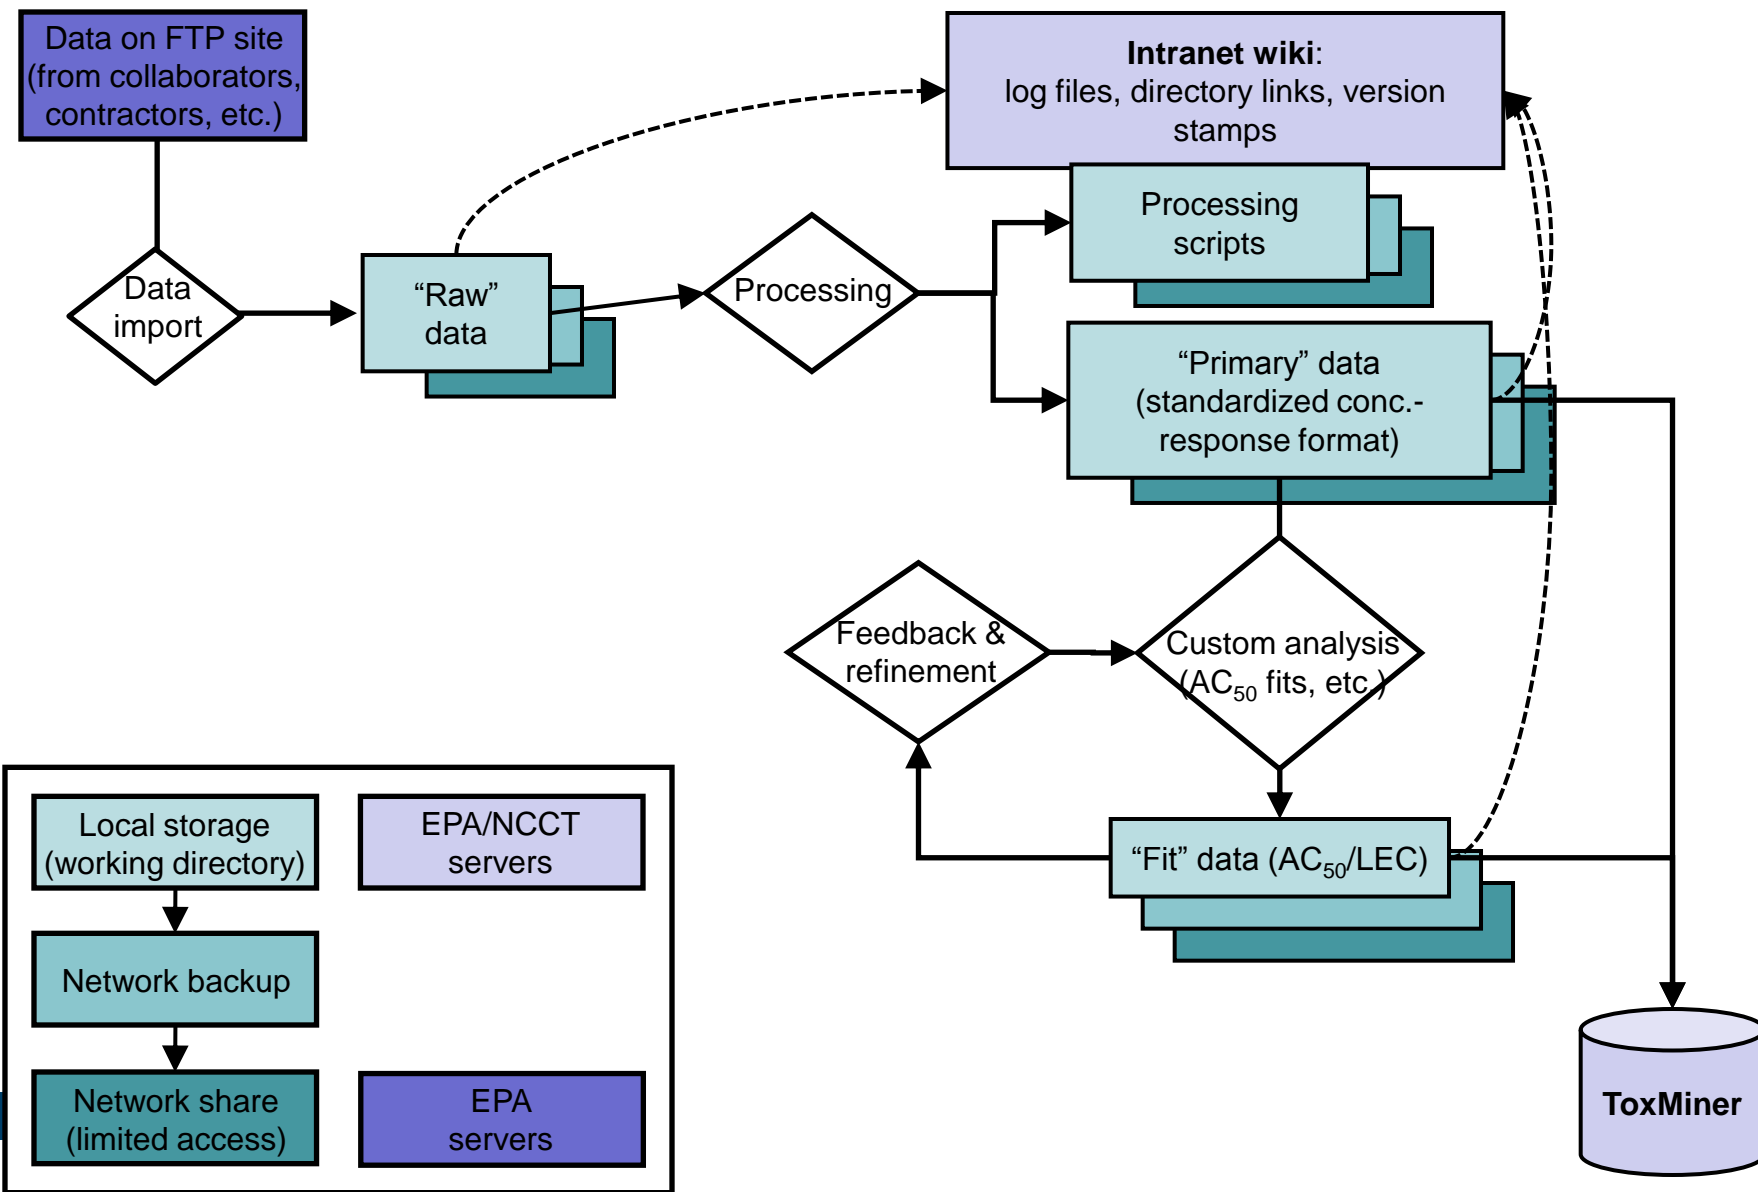 Data on FTP site
(from collaborators,
contractors, etc.)
Intranet wiki:
log files, directory links, version
stamps
Processing
scripts
Data
import
“Raw”
data
Processing
“Primary” data
(standardized conc.-
response format)
Feedback &
refinement
Custom analysis
(AC50 fits, etc.)
“Fit” data (AC50/LEC)
Local storage
(working directory)
EPA/NCCT
servers
Network backup
Network share
(limited access)
EPA
servers
ToxMiner